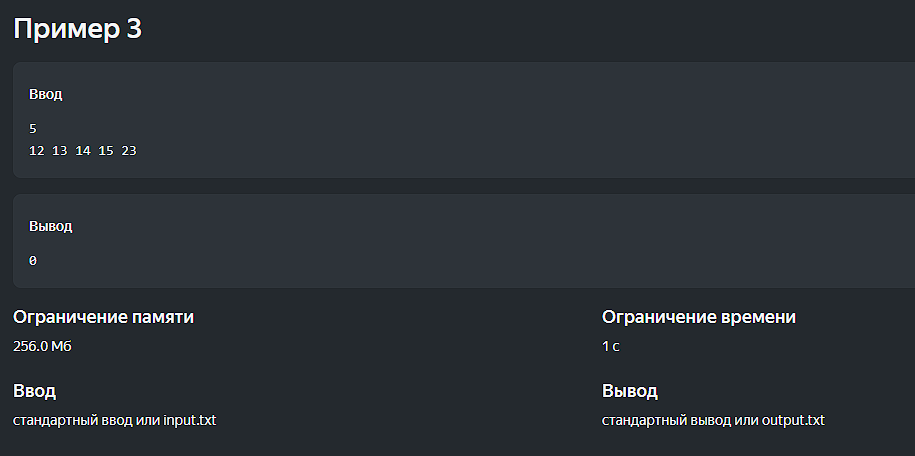 Пример 3
Ввод
5
12 13 14 15 23
Вывод
0
Ограничение памяти
256.0 Мб
Ограничение времени
1 с
Ввод
стандартный ввод или input.txt
Вывод
стандартный вывод или output.txt